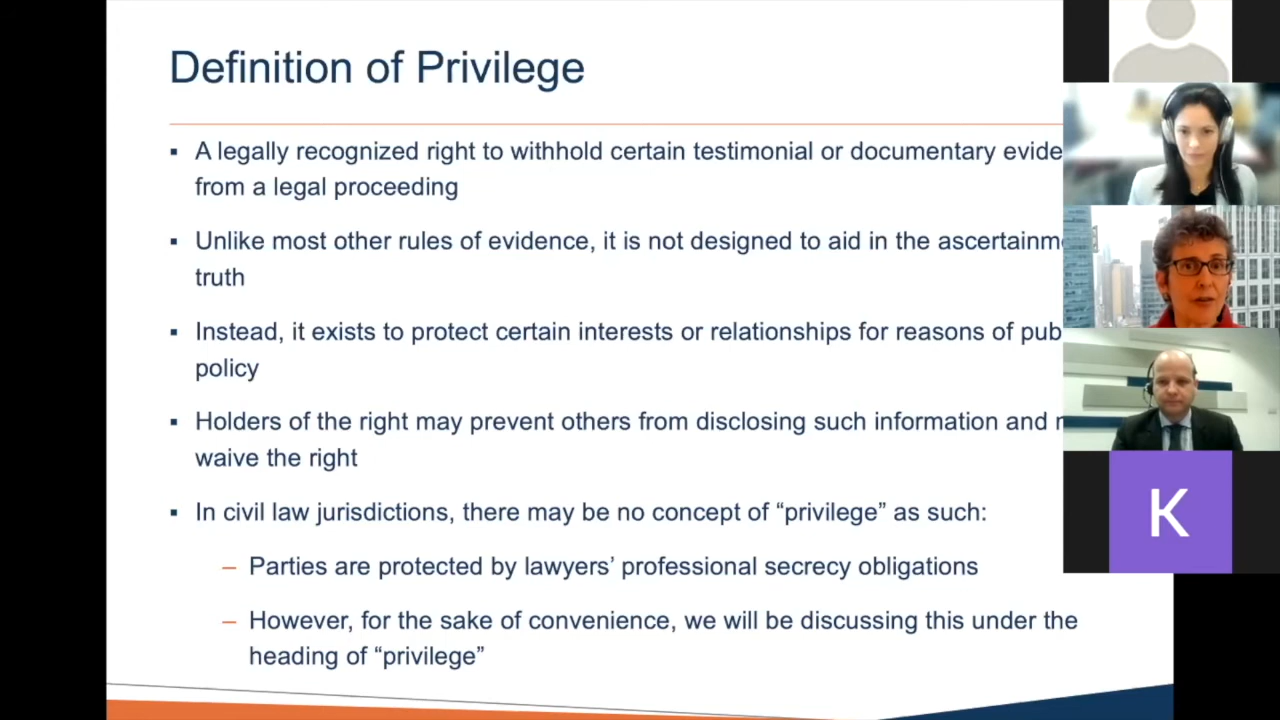 Definition of Privilege
▪ A legally recognized right to withhold certain testimonial or documentary evide
from a legal proceeding
▪ Unlike most other rules of evidence, it is not designed to aid in the ascertainm
truth
▪ Instead, it exists to protect certain interests or relationships for reasons of pub
policy
▪ Holders of the right may prevent others from disclosing such information and
waive the right
▪ In civil law jurisdictions, there may be no concept of “privilege” as such:
– Parties are protected by lawyers’ professional secrecy obligations
– However, for the sake of convenience, we will be discussing this under the
heading of “privilege”
K